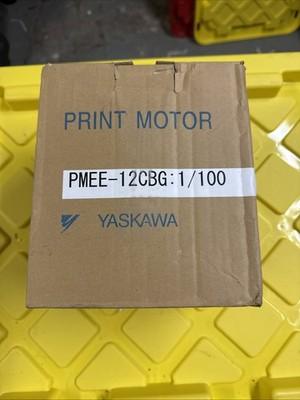 PRINT MOTOR
PMEE-12CBG:1/100
YASKAWA